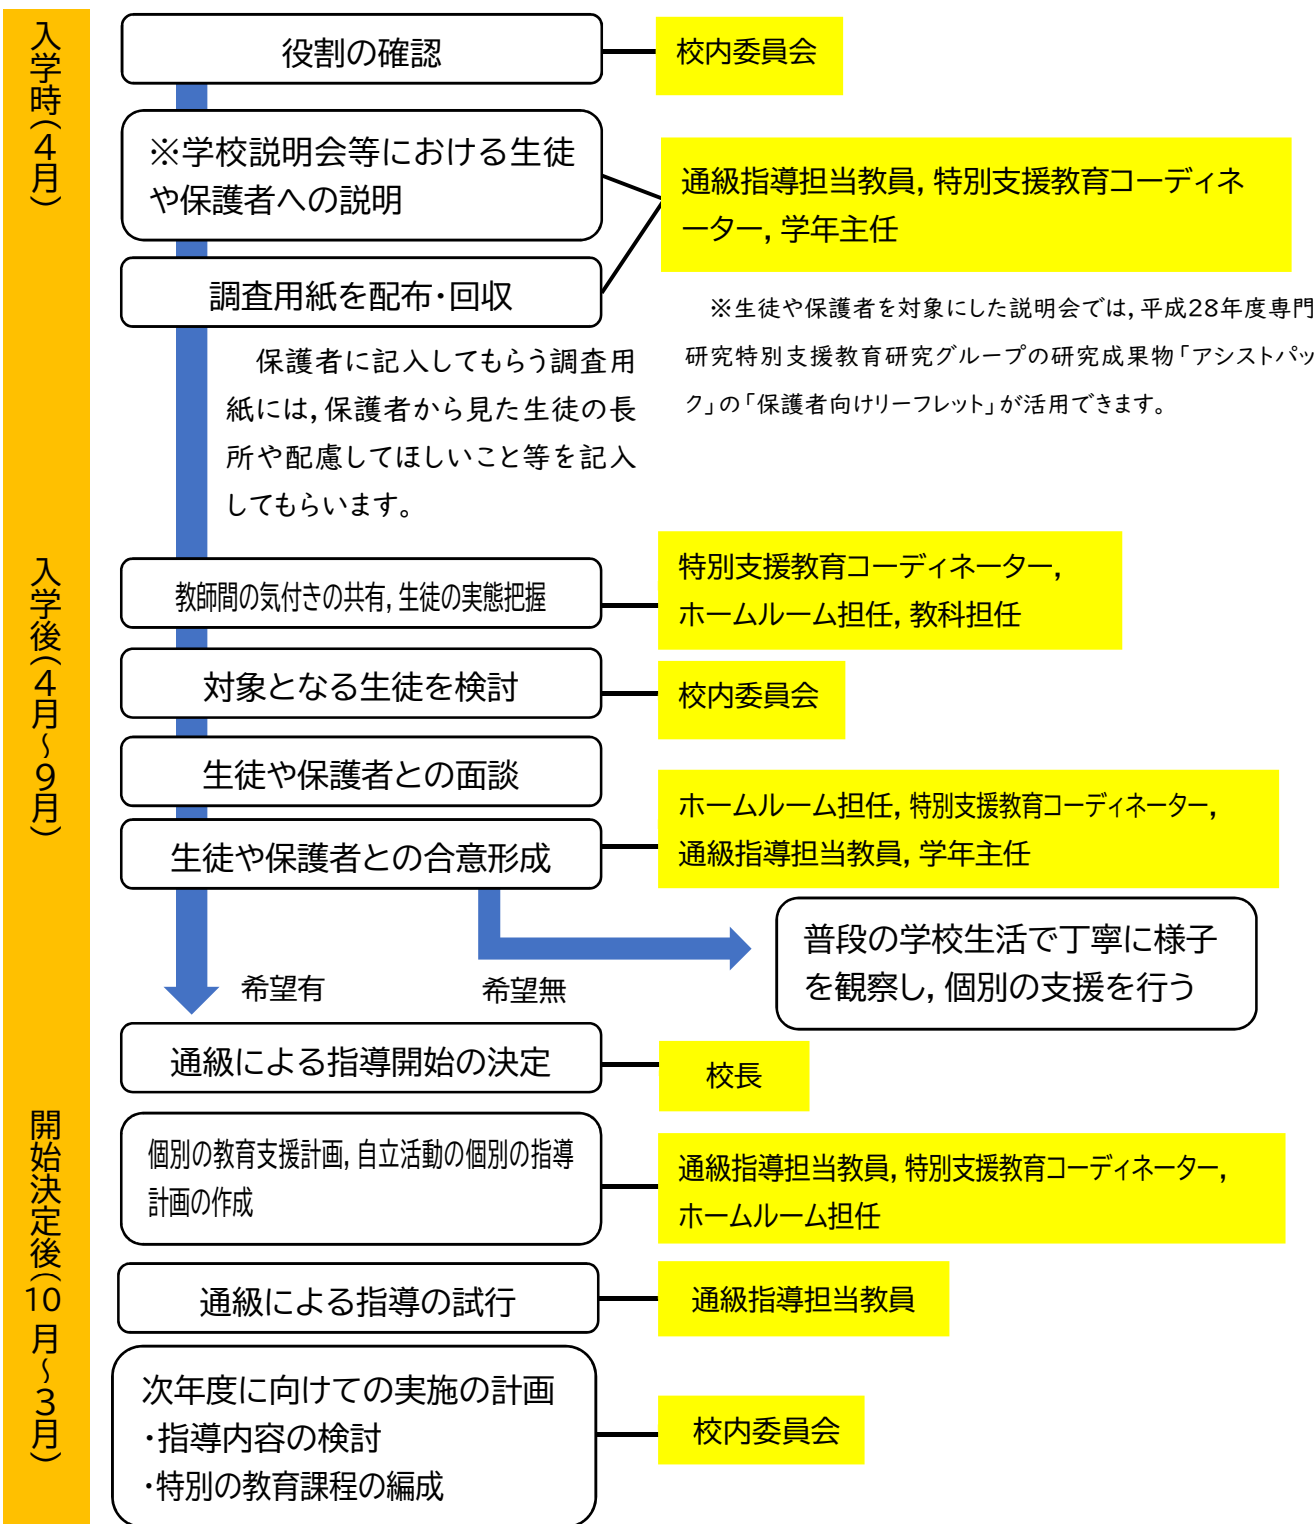 入学時(4月)
役割の確認
校内委員会
※学校説明会等における生徒
や保護者への説明
通級指導担当教員,特別支援教育コーディネ
ーター,学年主任
調査用紙を配布・回収
※生徒や保護者を対象にした説明会では,平成28年度専門
研究特別支援教育研究グループの研究成果物「アシストパッ
ク」の「保護者向けリーフレット」が活用できます。
保護者に記入してもらう調査用
紙には,保護者から見た生徒の長
所や配慮してほしいこと等を記入
してもらいます。
入学後(4月~9月)
教師間の気付きの共有,生徒の実態把握
特別支援教育コーディネーター,
ホームルーム担任,教科担任
対象となる生徒を検討
校内委員会
生徒や保護者との面談
生徒や保護者との合意形成
ホームルーム担任,特別支援教育コーディネーター,
通級指導担当教員,学年主任
普段の学校生活で丁寧に様子
を観察し,個別の支援を行う
希望有
希望無
通級による指導開始の決定
校長
開始決定後(10月~3月)
個別の教育支援計画,自立活動の個別の指導
計画の作成
通級指導担当教員,特別支援教育コーディネーター,
ホームルーム担任
通級による指導の試行
通級指導担当教員
次年度に向けての実施の計画
・指導内容の検討
・特別の教育課程の編成
校内委員会